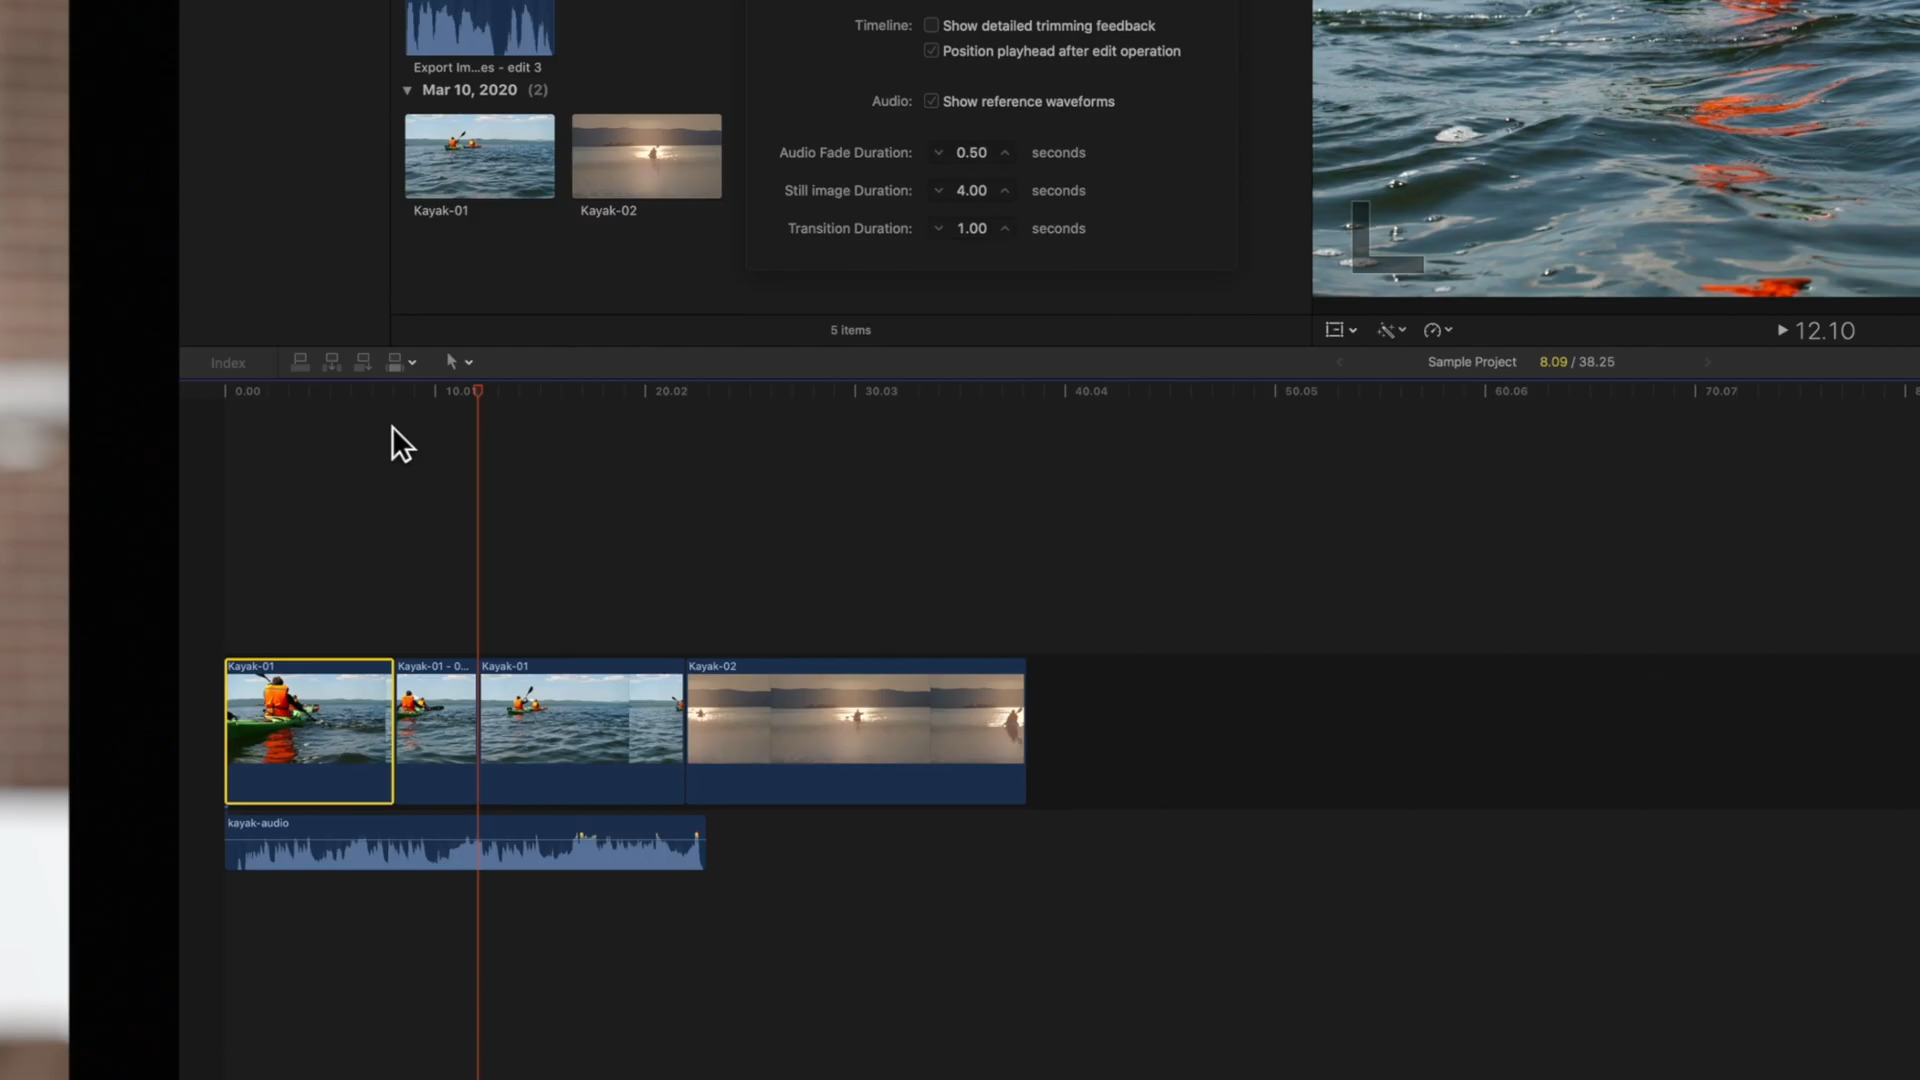 Timeline: Show detailed trimming feedback
Position playhead after edit operation
Export Im...es - edit 3
Mar 10, 2020 (2)
Audio: Show reference waveforms
Audio Fade Duration: 0.50 seconds
Still image Duration: 4.00 seconds
Kayak-01 Kayak-02
Transition Duration: 1.00 seconds
5 items
12.10
Index
Sample Project 8.09 / 38.25
0.00 20.02 30.03 40.04 50.05 60.06 70.07
Kayak-01 Kayak-01 - 0... Kayak-01 Kayak-02
kayak-audio